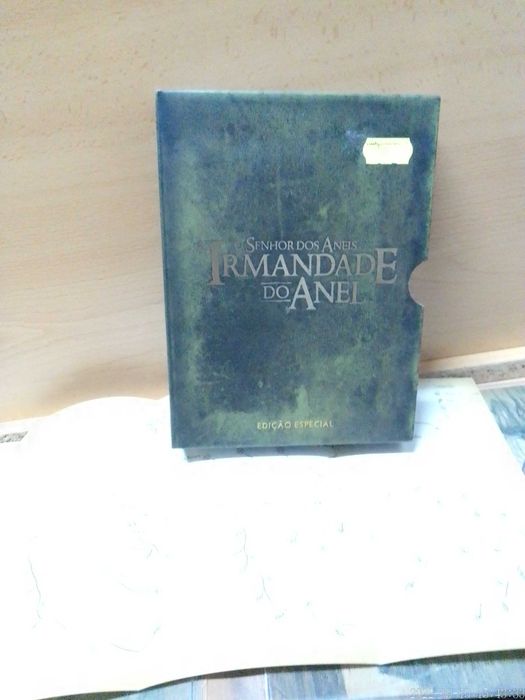 O
SENHOR DOS ANEIS
IRMANDADE
DO ANEL
EDIÇÃO ESPECIAL